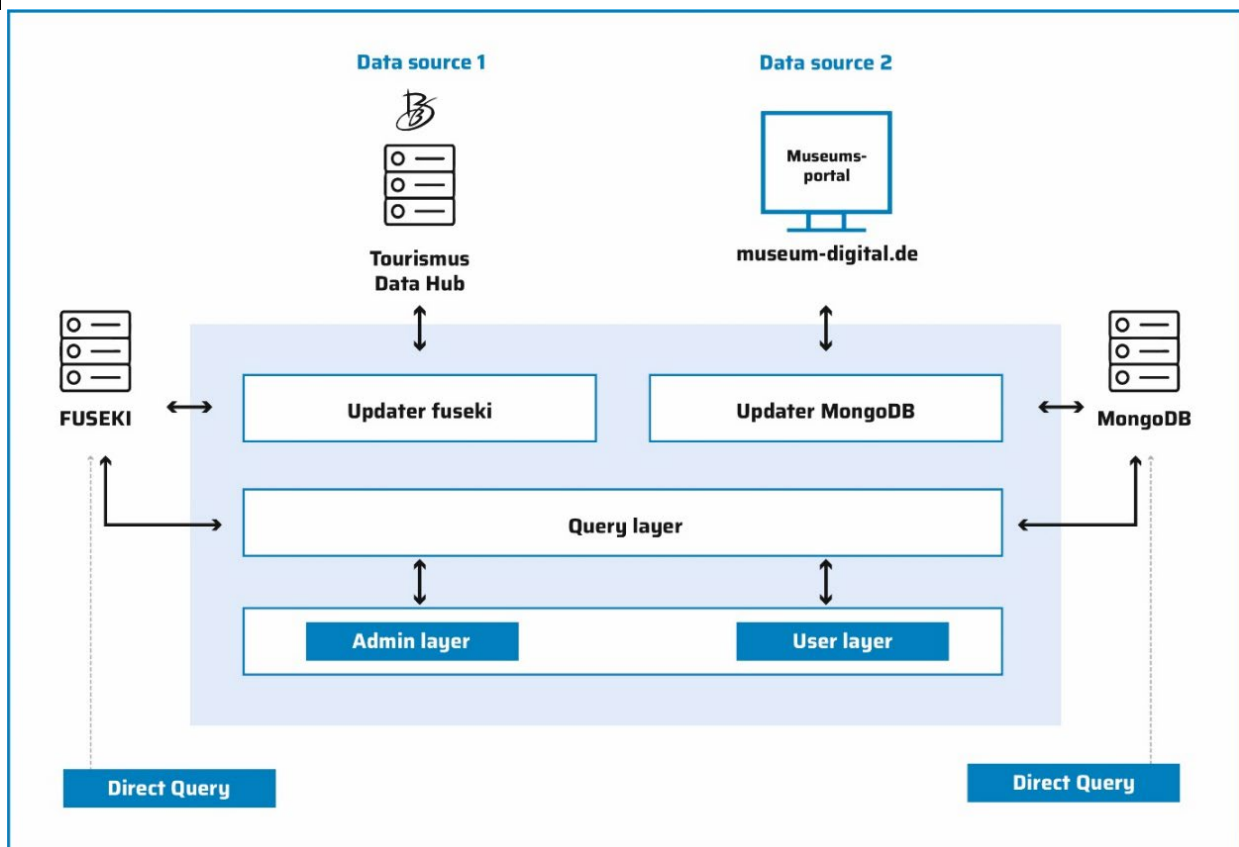 Data source 1
Data source 2
Museums-
portal
Tourismus
Data Hub
museum-digital.de
FUSEKI
Updater fuseki
Updater MongoDB
MongoDB
Query layer
Admin layer
User layer
Direct Query
Direct Query